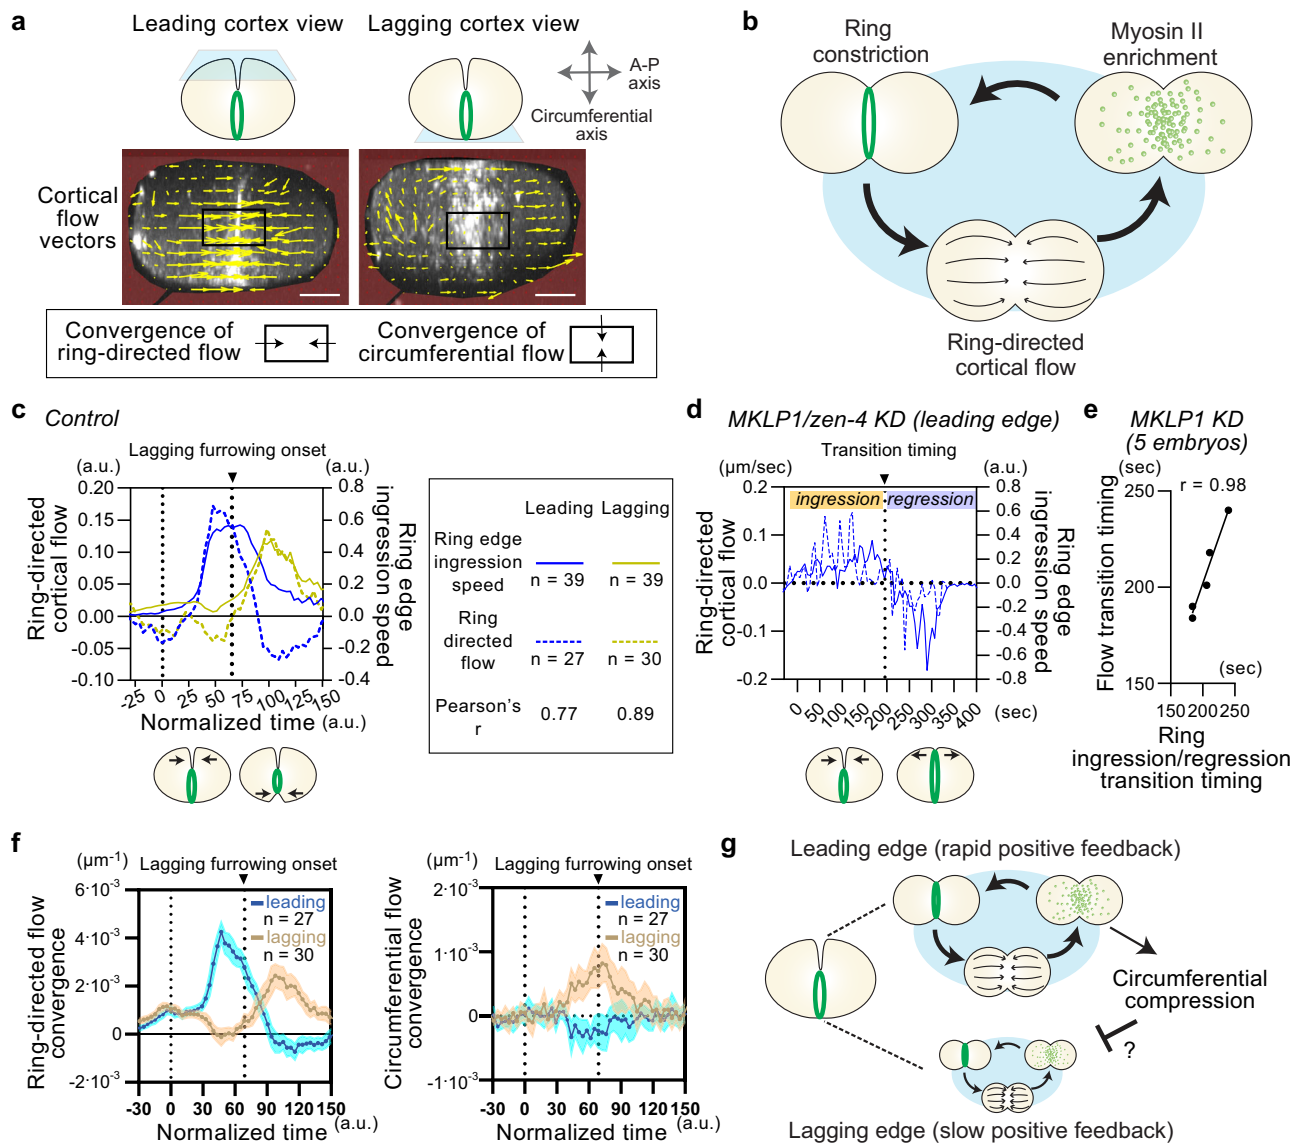 a
Leading cortex view
Lagging cortex view
A-P
axis
Circumferential
axis
Cortical
flow
vectors
Convergence of
ring-directed flow
Convergence of
circumferential flow
b
Ring
constriction
Myosin II
enrichment
Ring-directed
cortical flow
c
Control
Lagging furrowing onset
(a.u.)
(a.u.)
Ring-directed
cortical flow
0.20
0.15
0.10
0.05
0.00
-0.05
-0.10
0.8
0.6
0.4
0.2
0.0
-0.2
-0.4
Ring edge
ingression speed
-25
0
25
50
75
100
125
150
Normalized time
(a.u.)
Leading
Lagging
Ring edge
ingression
speed
n = 39
n = 39
Ring
directed
flow
n = 27
n = 30
Pearson's
r
0.77
0.89
d
MKLP1/zen-4 KD (leading edge)
Transition timing
(µm/sec)
(a.u.)
ingression
regression
Ring-directed
cortical flow
0.2
0.1
0.0
-0.1
-0.2
0.8
0.6
0.4
0.2
0.0
-0.2
-0.4
-0.6
-0.8
Ring edge
ingression speed
0
50
100
150
200
250
300
350
400
(sec)
e
MKLP1 KD
(5 embryos)
(sec)
r = 0.98
Flow transition timing
250
200
150
(sec)
150
200
250
Ring
ingression/regression
transition timing
f
(µm-1)
Lagging furrowing onset
Ring-directed flow
convergence
6·10-3
4·10-3
2·10-3
0
-2·10-3
leading
n = 27
lagging
n = 30
-30
0
30
60
90
120
150
Normalized time
(a.u.)
(µm-1)
Lagging furrowing onset
Circumferential flow
convergence
2·10-3
1·10-3
0
-1·10-3
leading
n = 27
lagging
n = 30
-30
0
30
60
90
120
150
Normalized time
(a.u.)
g
Leading edge (rapid positive feedback)
Circumferential
compression
?
Lagging edge (slow positive feedback)